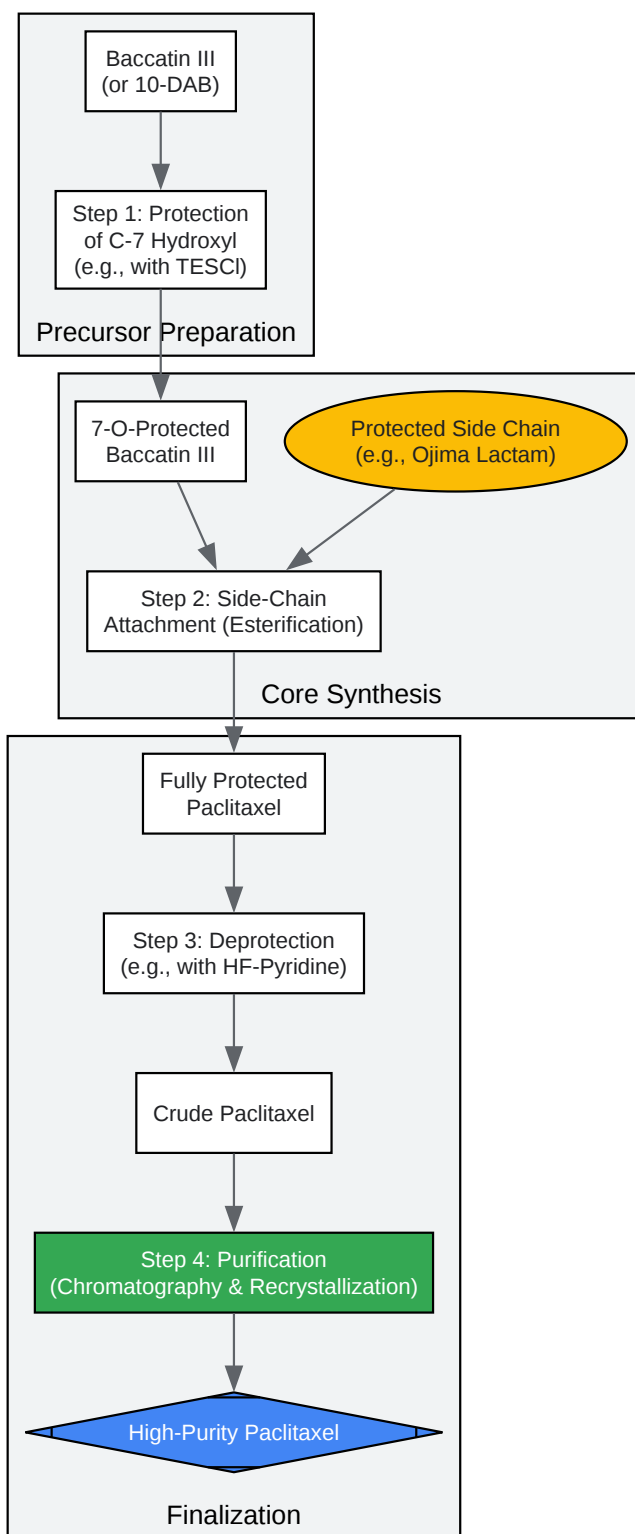 Baccatin III
(or 10-DAB)
Step 1: Protection
of C-7 Hydroxyl
(e.g., with TESCl)
Precursor Preparation
7-O-Protected
Baccatin III
Protected Side Chain
(e.g., Ojima Lactam)
Step 2: Side-Chain
Attachment (Esterification)
Core Synthesis
Fully Protected
Paclitaxel
Step 3: Deprotection
(e.g., with HF-Pyridine)
Crude Paclitaxel
Step 4: Purification
(Chromatography & Recrystallization)
High-Purity Paclitaxel
Finalization